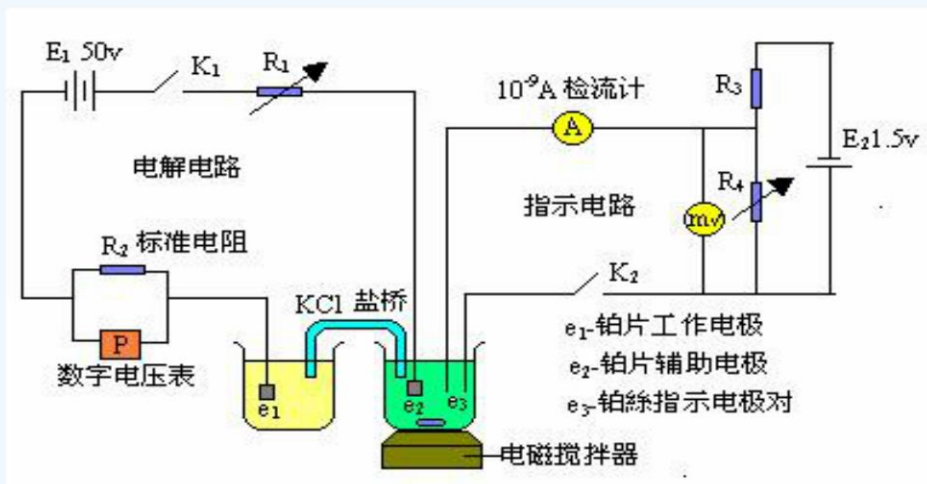 E₁ 50v
K₁
R₁
10⁻⁹A 检流计
A
R₃
E₂1.5v
电解电路
指示电路
mv
R₄
R₂ 标准电阻
K₂
P
KCl 盐桥
数字电压表
e₁
e₂
e₃
e₁-铂片工作电极
e₂-铂片辅助电极
e₃-铂絲指示电极对
电磁搅拌器